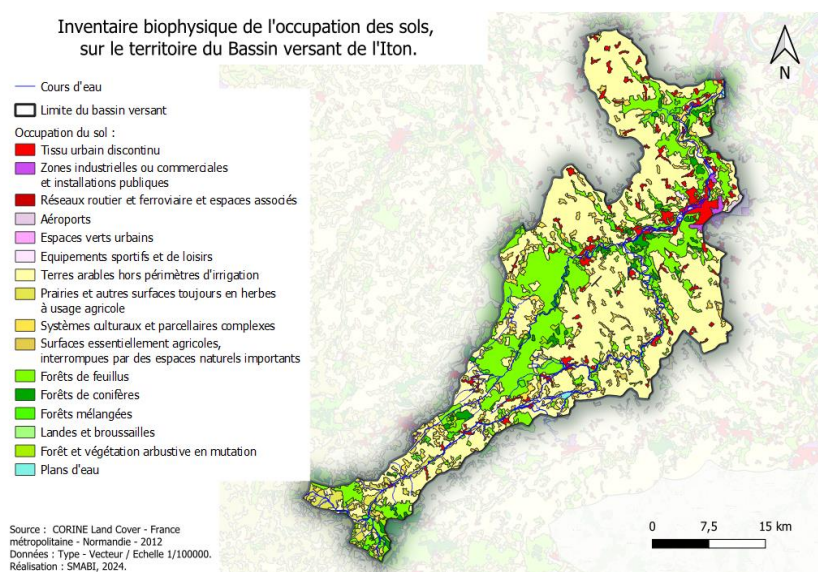 Inventaire biophysique de l'occupation des sols,
sur le territoire du Bassin versant de l'Iton.
N
Cours d'eau
Limite du bassin versant
Occupation du sol :
Tissu urbain discontinu
Zones industrielles ou commerciales
et installations publiques
Réseaux routier et ferroviaire et espaces associés
Aéroports
Espaces verts urbains
Equipements sportifs et de loisirs
Terres arables hors périmètres d'irrigation
Prairies et autres surfaces toujours en herbes
à usage agricole
Systèmes culturaux et parcellaires complexes
Surfaces essentiellement agricoles,
interrompues par des espaces naturels importants
Forêts de feuillus
Forêts de conifères
Forêts mélangées
Landes et broussailles
Forêt et végétation arbustive en mutation
Plans d'eau
Source : CORINE Land Cover - France
métropolitaine - Normandie - 2012
Données : Type - Vecteur / Echelle 1/100000.
Réalisation : SMABI, 2024.
0 7,5 15 km